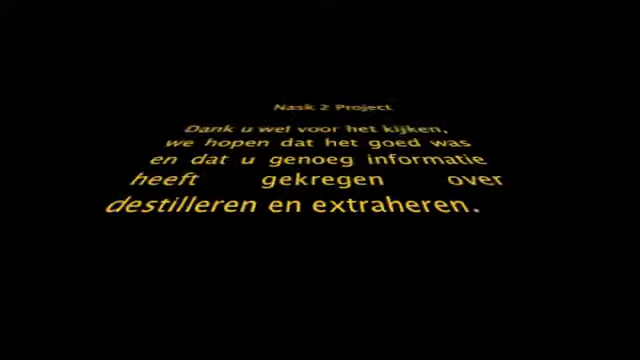 Nask 2 Project
Dank u wel voor het kijken,
we hopen dat het goed was
en dat u genoeg informatie
heeft gekregen over
destilleren en extraheren.